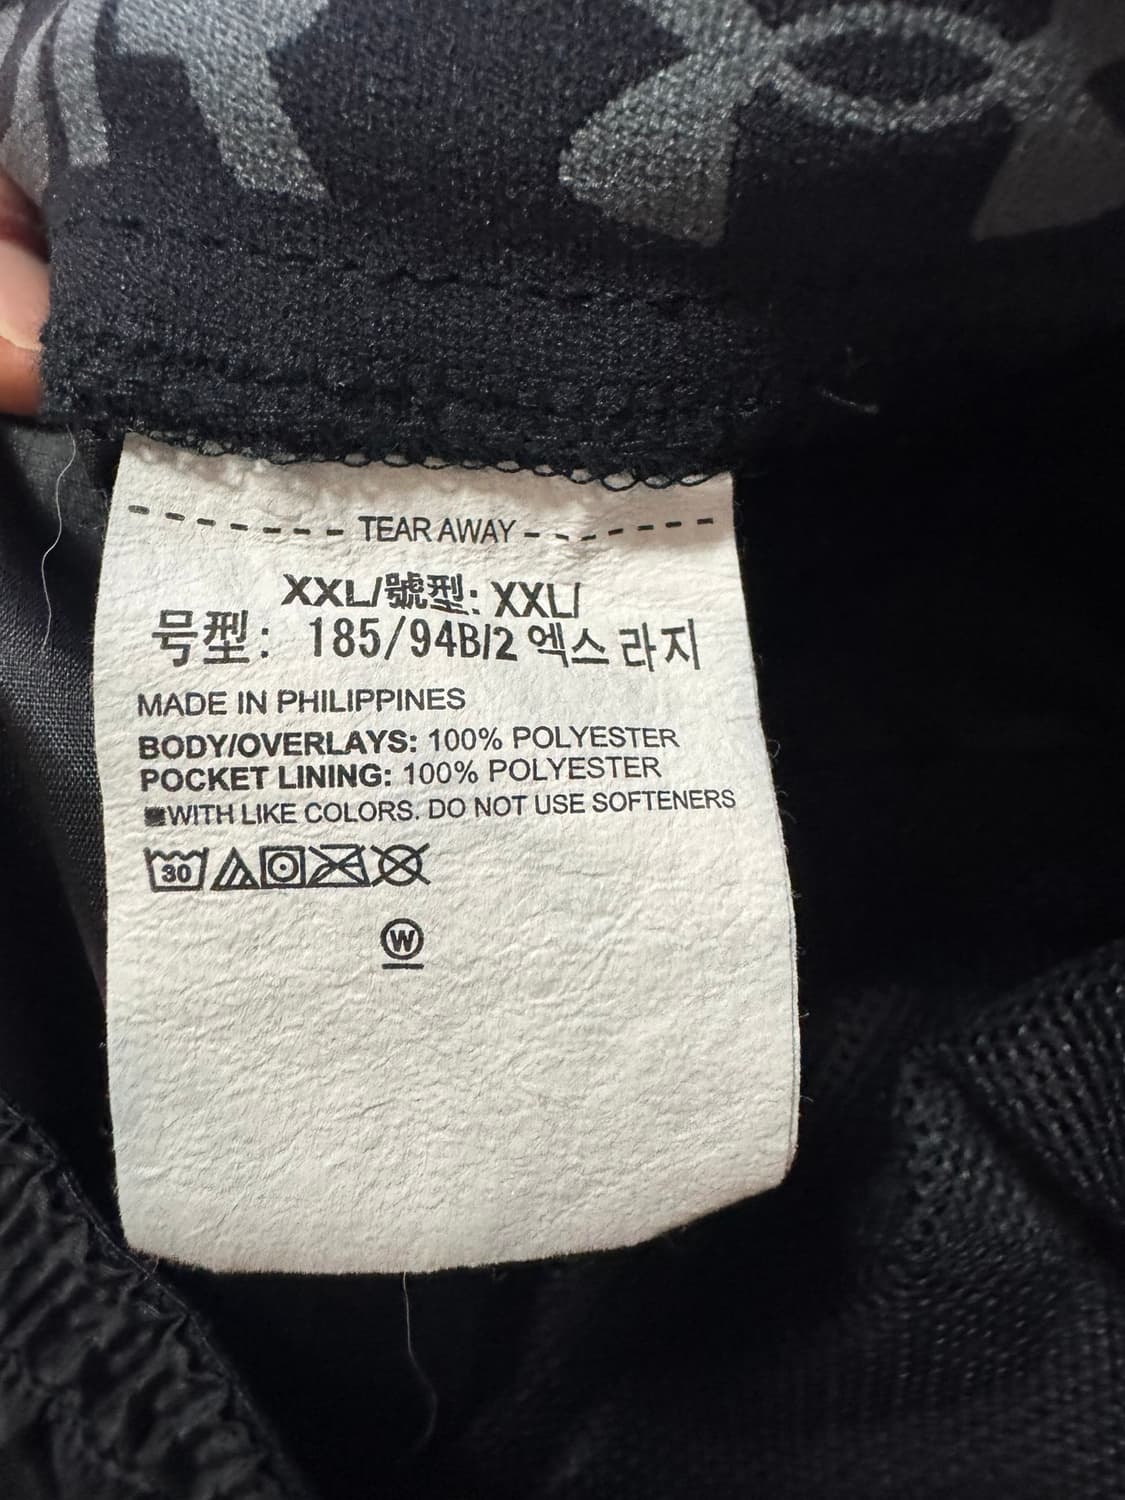 TEAR AWAY
XXL/號型: XXL/
号型: 185/94B/2 엑스 라지
MADE IN PHILIPPINES
BODY/OVERLAYS: 100% POLYESTER
POCKET LINING: 100% POLYESTER
WITH LIKE COLORS. DO NOT USE SOFTENERS
30
W